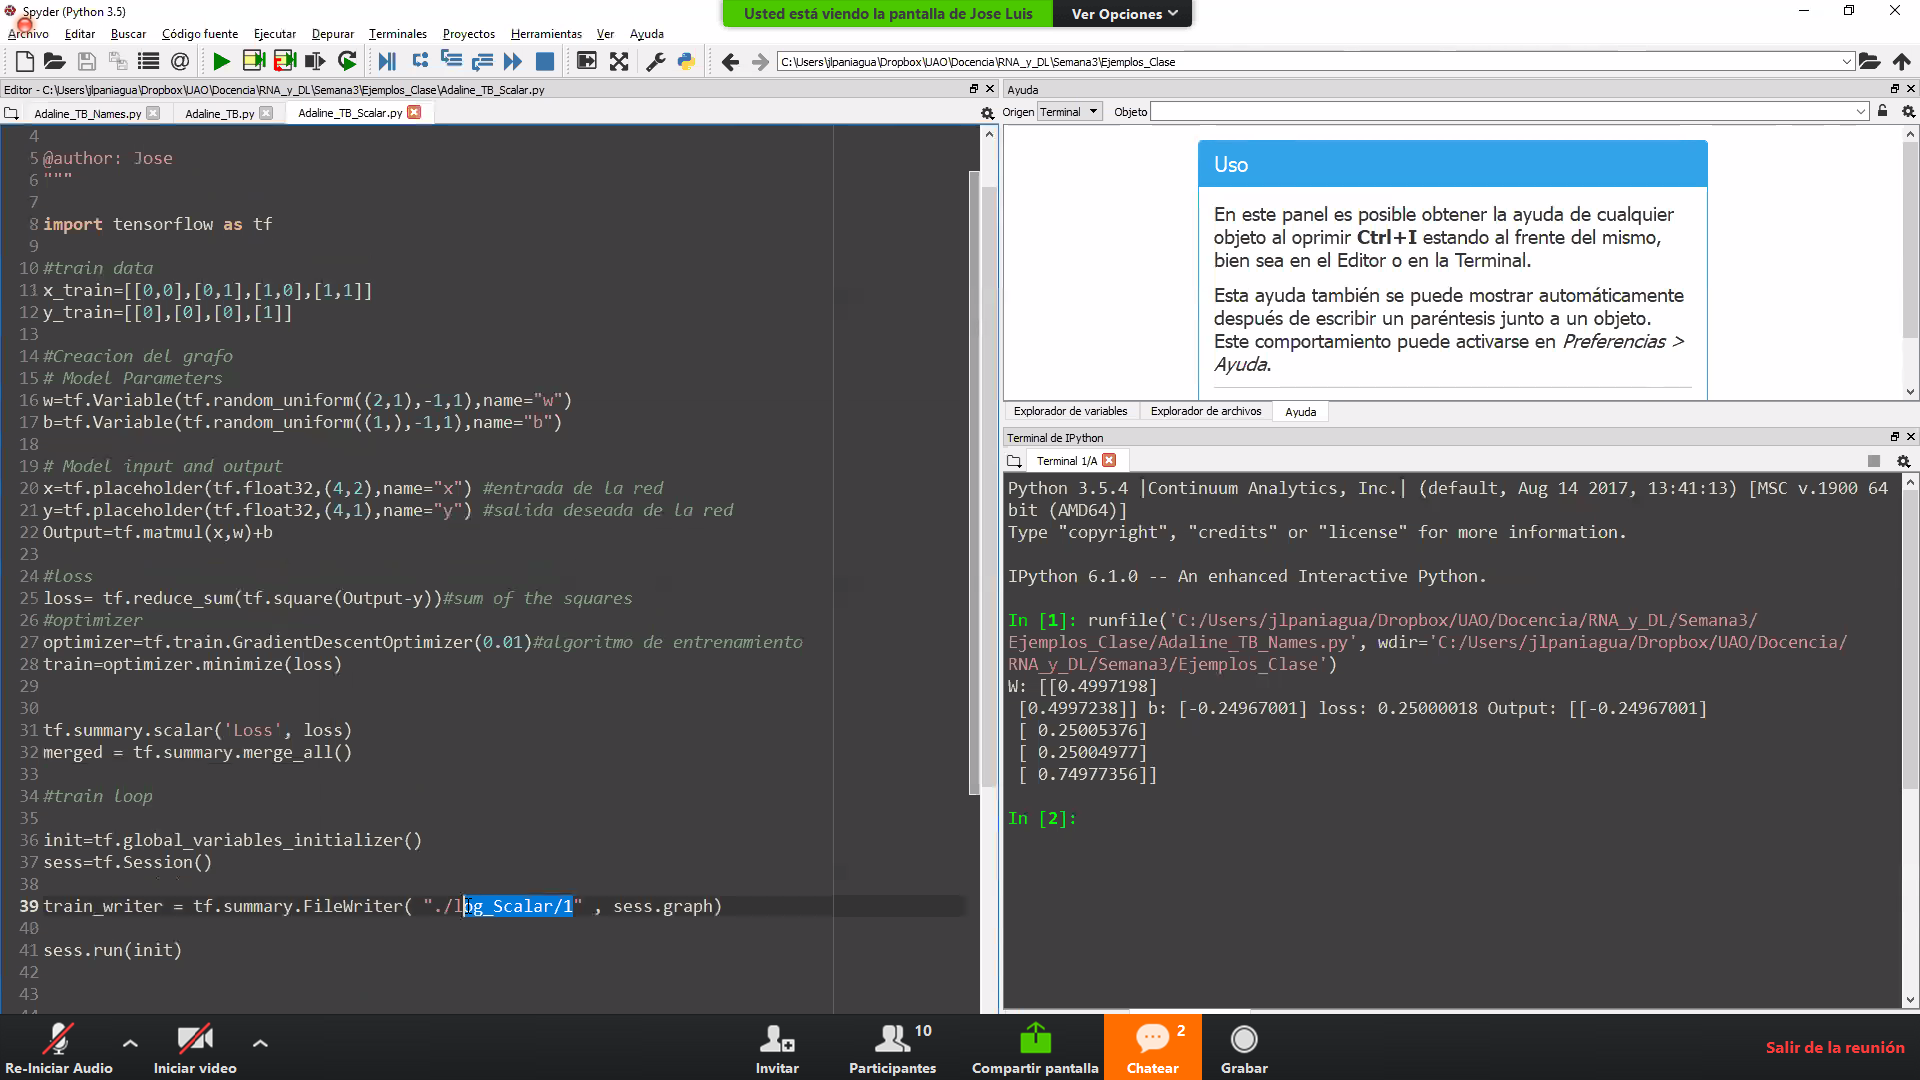 Spyder (Python 3.5)
Usted está viendo la pantalla de Jose Luis
Ver Opciones
Archivo Editar Buscar Código fuente Ejecutar Depurar Terminales Proyectos Herramientas Ver Ayuda
C:\Users\jlpaniagua\Dropbox\UAO\Docencia\RNA_y_DL\Semana3\Ejemplos_Clase
Editor - C:\Users\jlpaniagua\Dropbox\UAO\Docencia\RNA_y_DL\Semana3\Ejemplos_Clase\Adaline_TB_Scalar.py
Adaline_TB_Names.py Adaline_TB.py Adaline_TB_Scalar.py
4
5 @author: Jose
6 """
7
8 import tensorflow as tf
9
10 #train data
11 x_train=[[0,0],[0,1],[1,0],[1,1]]
12 y_train=[[0],[0],[0],[1]]
13
14 #Creacion del grafo
15 # Model Parameters
16 w=tf.Variable(tf.random_uniform((2,1),-1,1),name="w")
17 b=tf.Variable(tf.random_uniform((1,),-1,1),name="b")
18
19 # Model input and output
20 x=tf.placeholder(tf.float32,(4,2),name="x") #entrada de la red
21 y=tf.placeholder(tf.float32,(4,1),name="y") #salida deseada de la red
22 Output=tf.matmul(x,w)+b
23
24 #loss
25 loss= tf.reduce_sum(tf.square(Output-y))#sum of the squares
26 #optimizer
27 optimizer=tf.train.GradientDescentOptimizer(0.01)#algoritmo de entrenamiento
28 train=optimizer.minimize(loss)
29
30
31 tf.summary.scalar('Loss', loss)
32 merged = tf.summary.merge_all()
33
34 #train loop
35
36 init=tf.global_variables_initializer()
37 sess=tf.Session()
38
39 train_writer = tf.summary.FileWriter( "./log_Scalar/1" , sess.graph)
40
41 sess.run(init)
42
43
Ayuda
Origen Terminal Objeto
Uso
En este panel es posible obtener la ayuda de cualquier
objeto al oprimir Ctrl+I estando al frente del mismo,
bien sea en el Editor o en la Terminal.
Esta ayuda también se puede mostrar automáticamente
después de escribir un paréntesis junto a un objeto.
Este comportamiento puede activarse en Preferencias >
Ayuda.
Explorador de variables Explorador de archivos Ayuda
Terminal de IPython
Terminal 1/A
Python 3.5.4 |Continuum Analytics, Inc.| (default, Aug 14 2017, 13:41:13) [MSC v.1900 64
bit (AMD64)]
Type "copyright", "credits" or "license" for more information.
IPython 6.1.0 -- An enhanced Interactive Python.
In [1]: runfile('C:/Users/jlpaniagua/Dropbox/UAO/Docencia/RNA_y_DL/Semana3/
Ejemplos_Clase/Adaline_TB_Names.py', wdir='C:/Users/jlpaniagua/Dropbox/UAO/Docencia/
RNA_y_DL/Semana3/Ejemplos_Clase')
W: [[0.4997198]
[0.4997238]] b: [-0.24967001] loss: 0.25000018 Output: [[-0.24967001]
[ 0.25005376]
[ 0.25004977]
[ 0.74977356]]
In [2]:
Re-Iniciar Audio
Iniciar video
Invitar
10
Participantes
Compartir pantalla
2
Chatear
Grabar
Salir de la reunión